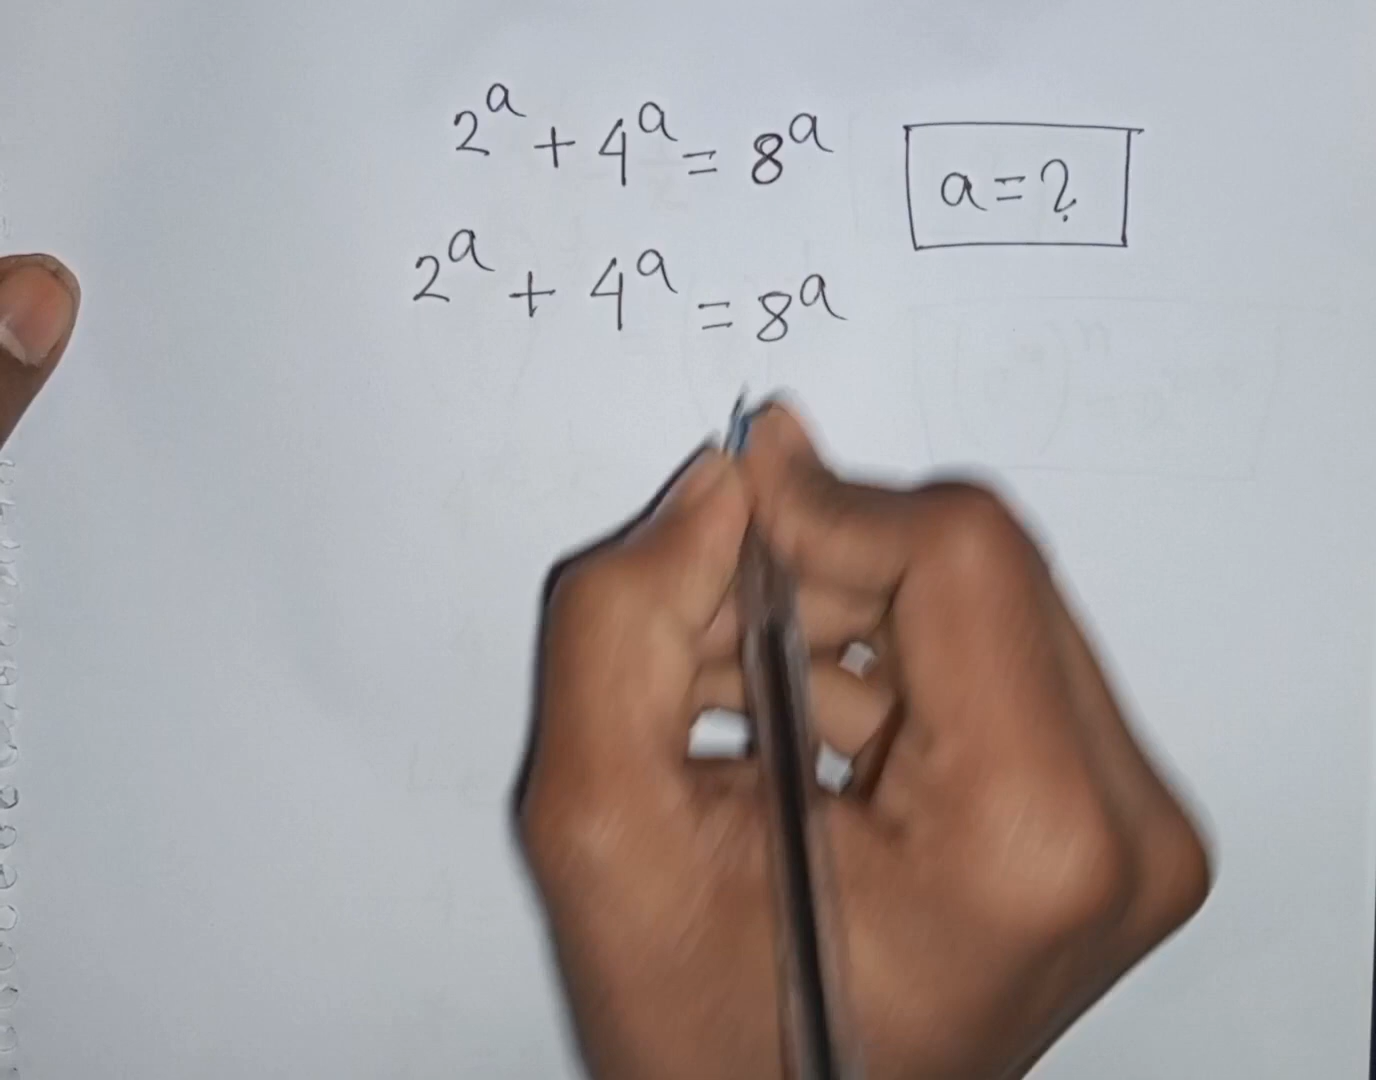 2^a + 4^a = 8^a
a = ?
2^a + 4^a = 8^a